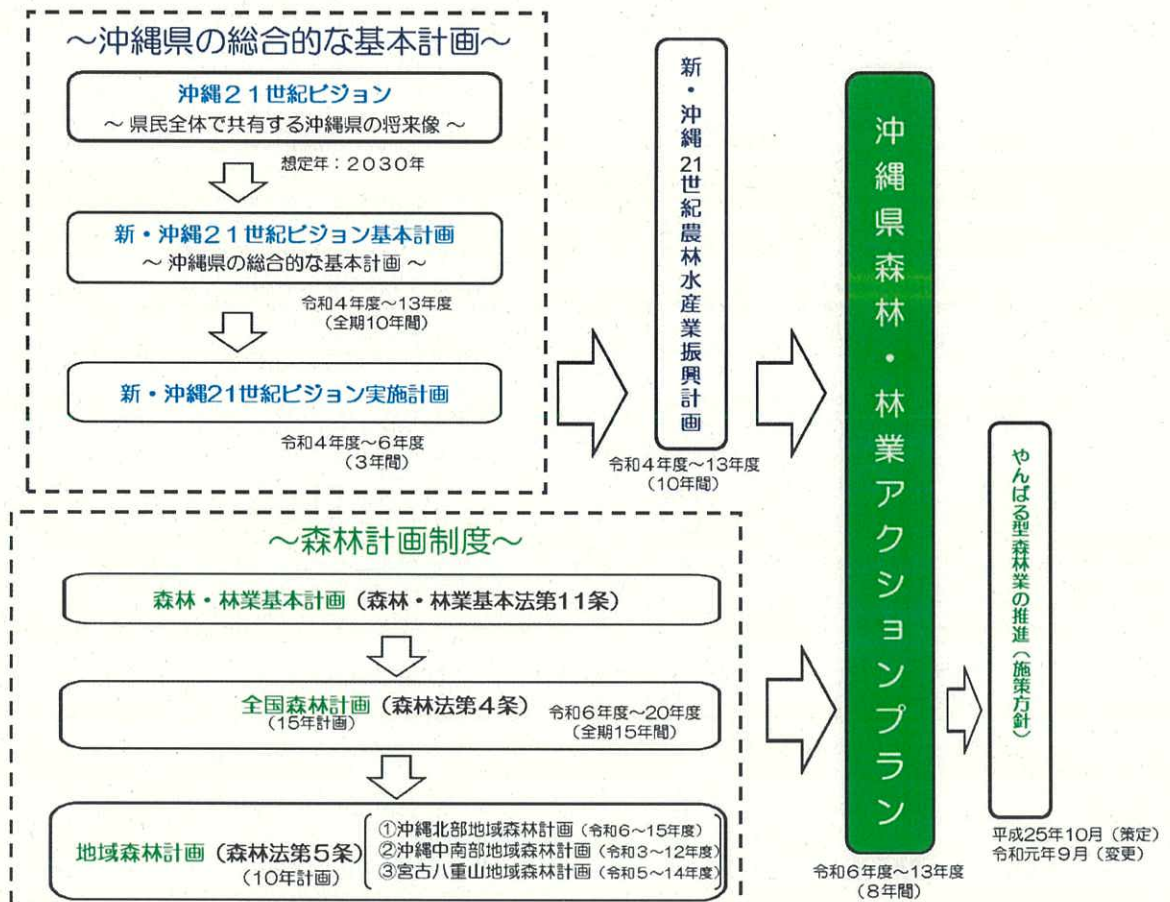 ～沖縄県の総合的な基本計画～
沖縄２１世紀ビジョン
～ 県民全体で共有する沖縄県の将来像 ～
想定年：２０３０年
新・沖縄２１世紀ビジョン基本計画
～ 沖縄県の総合的な基本計画 ～
令和４年度～13年度
(全期10年間)
新・沖縄21世紀ビジョン実施計画
令和４年度～６年度
(３年間)
新・沖縄21世紀農林水産業振興計画
令和４年度～13年度
(10年間)
～森林計画制度～
森林・林業基本計画（森林・林業基本法第11条）
全国森林計画（森林法第４条）
(15年計画)
令和６年度～20年度
(全期15年間)
地域森林計画（森林法第５条）
(10年計画)
①沖縄北部地域森林計画（令和６～15年度）
②沖縄中南部地域森林計画（令和３～12年度）
③宮古八重山地域森林計画（令和５～14年度）
沖縄県森林・林業アクションプラン
令和６年度～13年度
(８年間)
やんばる型森林業の推進（施策方針）
平成25年10月（策定）
令和元年９月（変更）